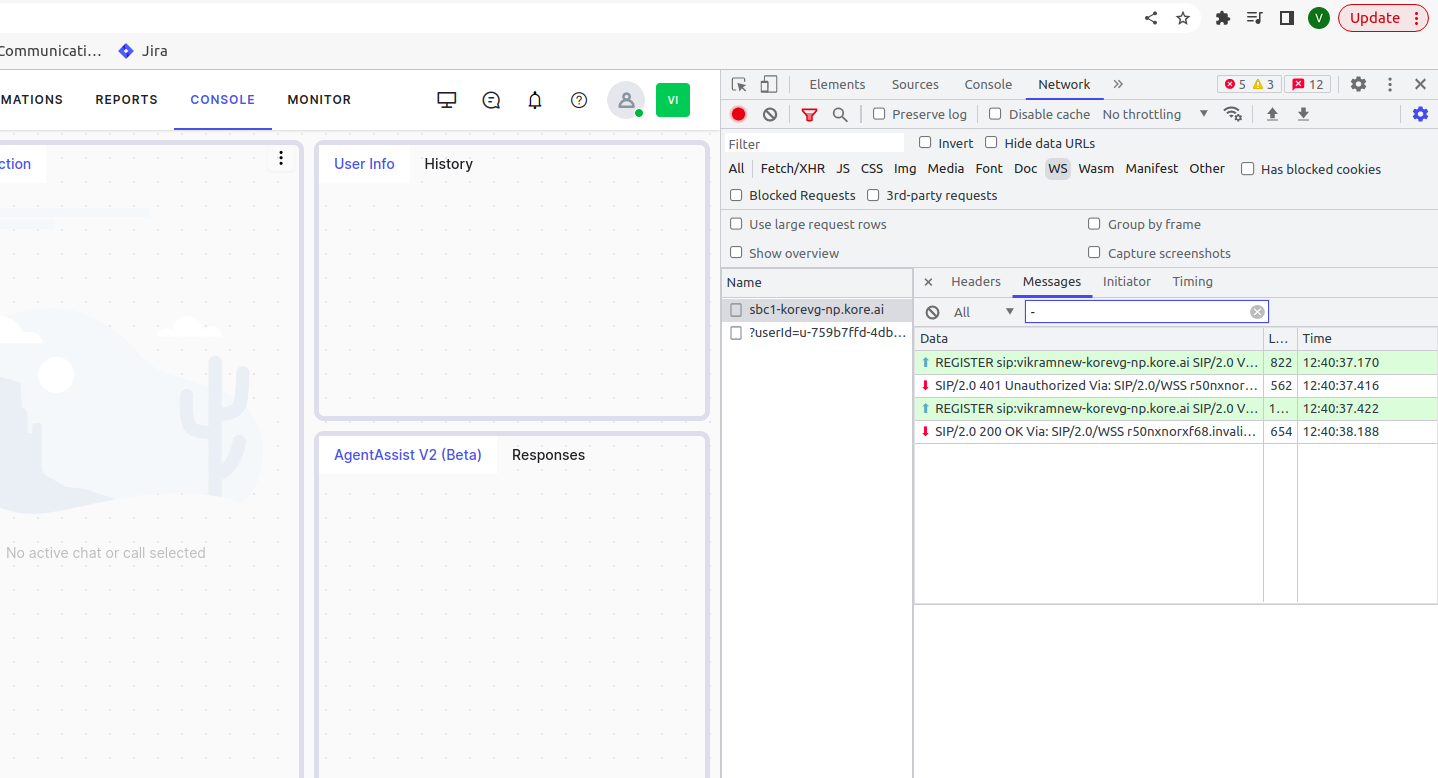 V
Update
Communicati...
Jira
MATIONS
REPORTS
CONSOLE
MONITOR
VI
Elements
Sources
Console
Network
5
3
12
Preserve log
Disable cache
No throttling
Filter
Invert
Hide data URLs
All
Fetch/XHR
JS
CSS
Img
Media
Font
Doc
WS
Wasm
Manifest
Other
Has blocked cookies
Blocked Requests
3rd-party requests
Use large request rows
Group by frame
Show overview
Capture screenshots
ction
User Info
History
AgentAssist V2 (Beta)
Responses
No active chat or call selected
Name
sbc1-korevg-np.kore.ai
?userId=u-759b7ffd-4db...
Headers
Messages
Initiator
Timing
All
-
Data
L...
Time
REGISTER sip:vikramnew-korevg-np.kore.ai SIP/2.0 V... 822 12:40:37.170
SIP/2.0 401 Unauthorized Via: SIP/2.0/WSS r50nxnor... 562 12:40:37.416
REGISTER sip:vikramnew-korevg-np.kore.ai SIP/2.0 V... 1... 12:40:37.422
SIP/2.0 200 OK Via: SIP/2.0/WSS r50nxnorxf68.invali... 654 12:40:38.188